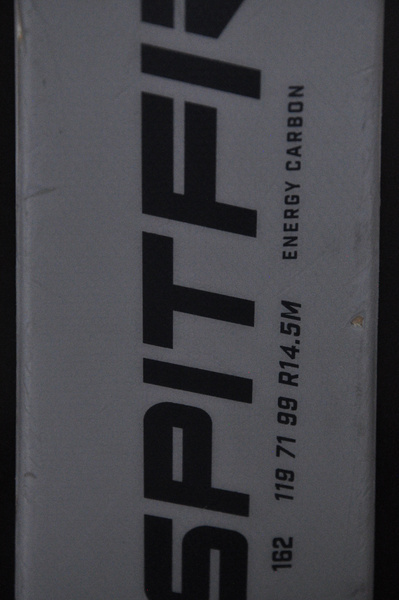 SPITFI
ENERGY CARBON
162 119 71 99 R14.5M